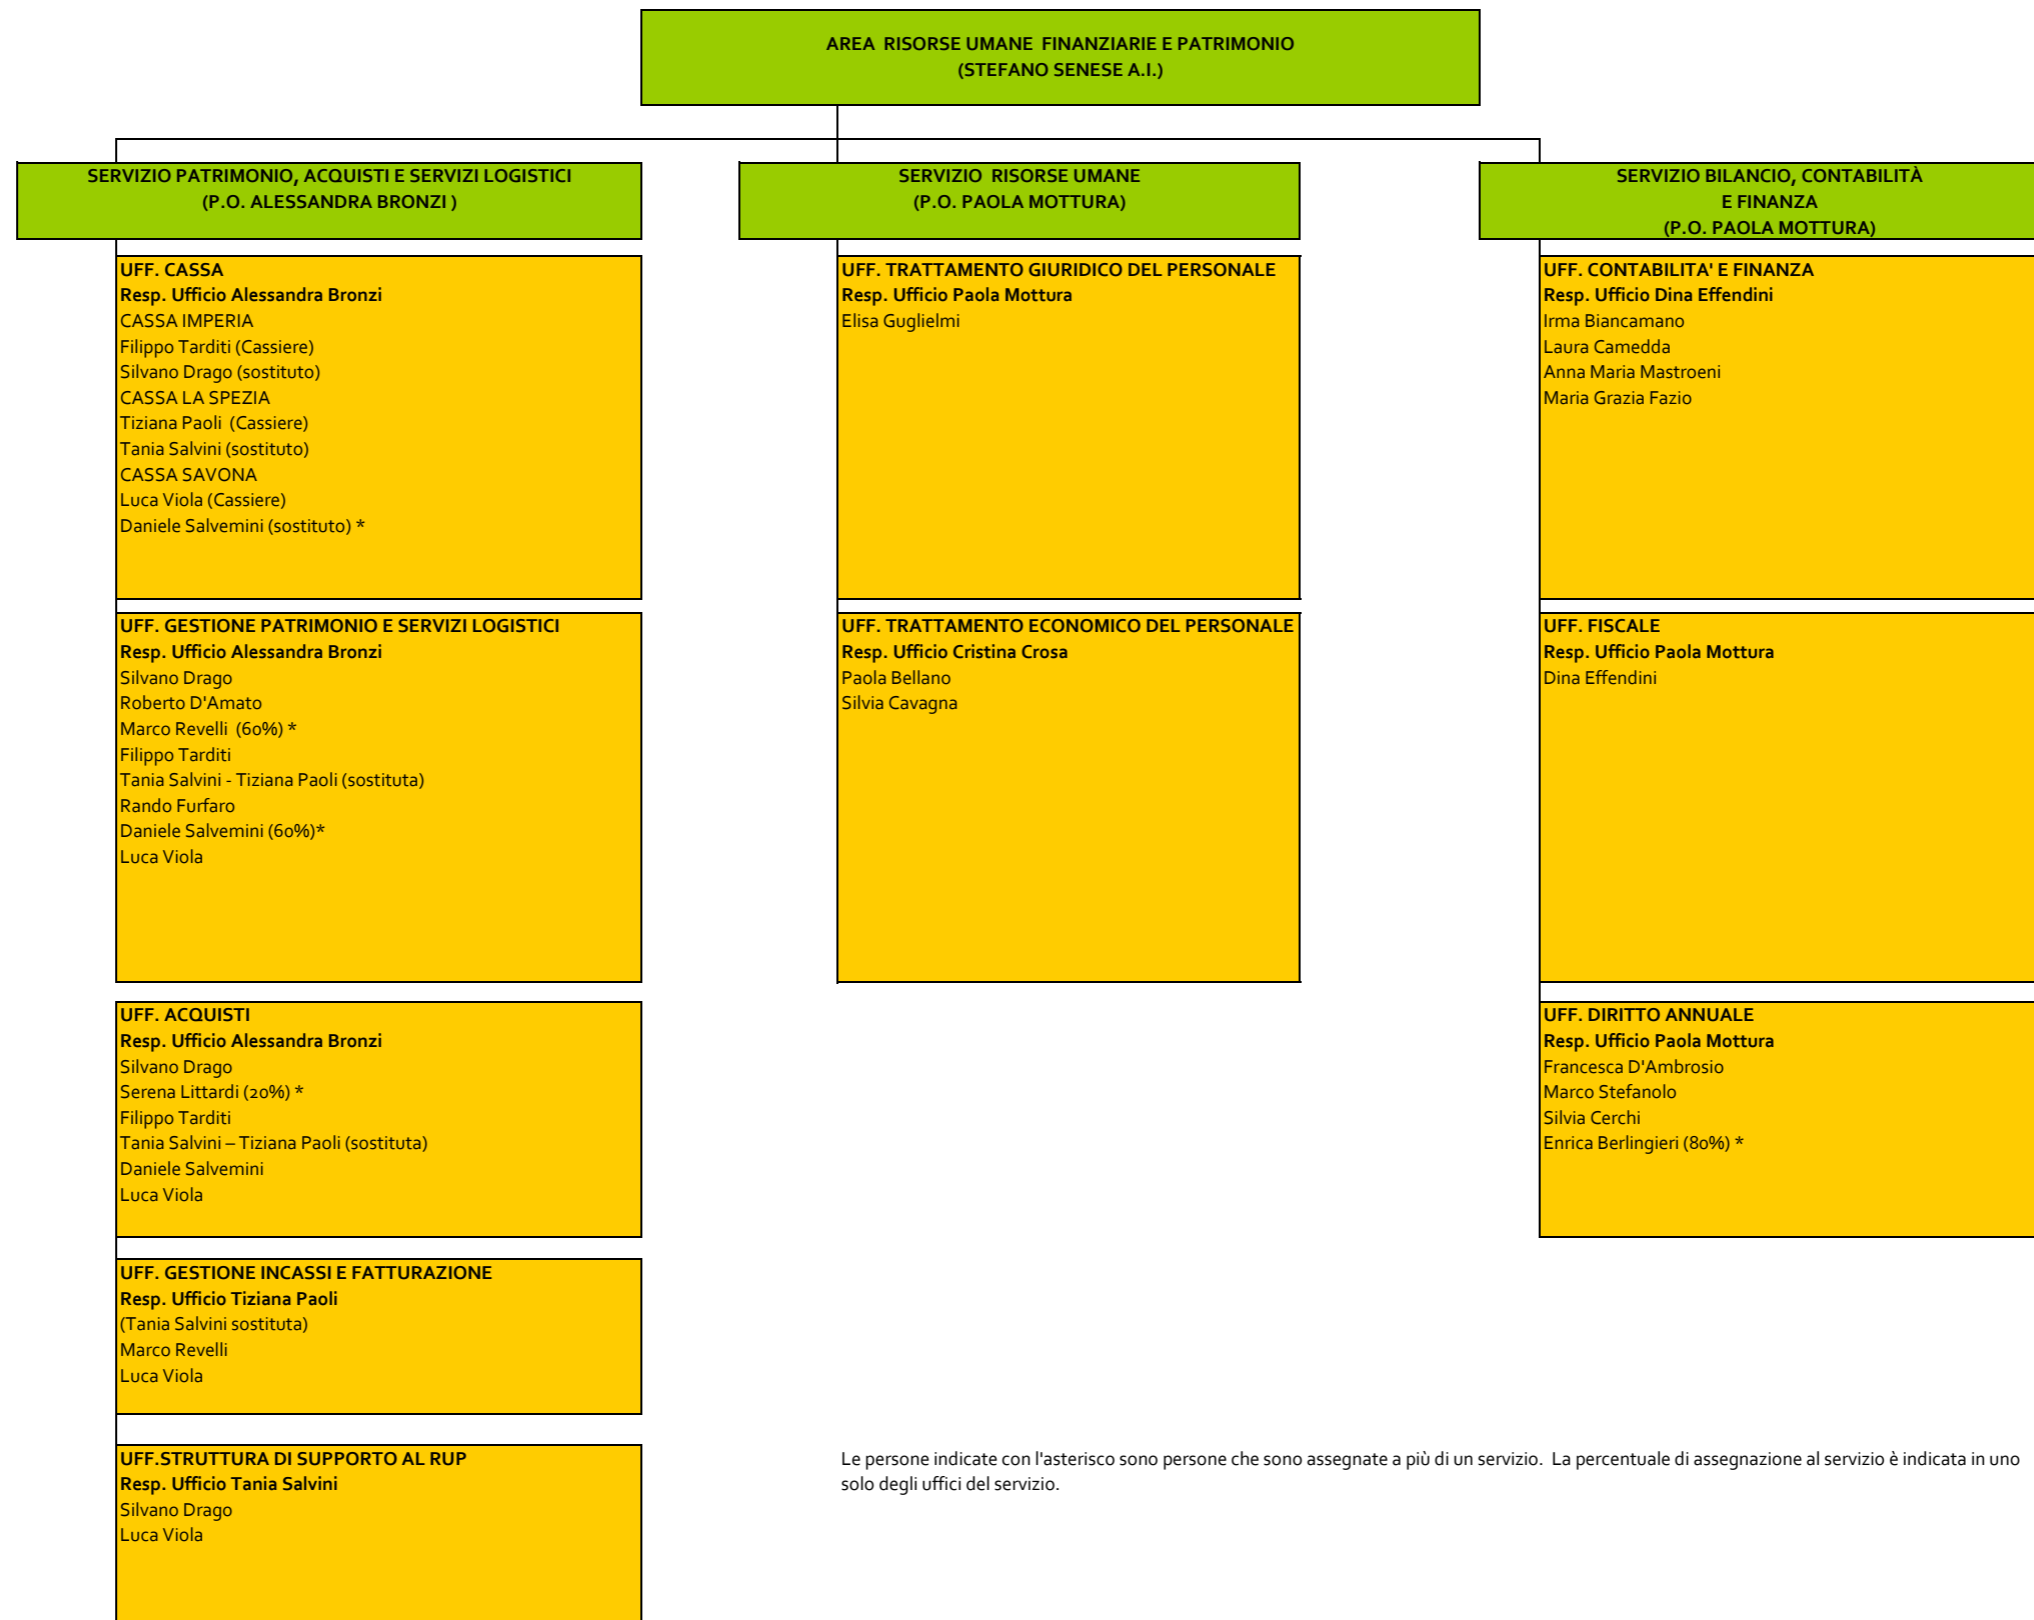 AREA RISORSE UMANE FINANZIARIE E PATRIMONIO
(STEFANO SENESE A.I.)
SERVIZIO PATRIMONIO, ACQUISTI E SERVIZI LOGISTICI
(P.O. ALESSANDRA BRONZI )
SERVIZIO RISORSE UMANE
(P.O. PAOLA MOTTURA)
SERVIZIO BILANCIO, CONTABILITÀ
E FINANZA
(P.O. PAOLA MOTTURA)
UFF. CASSA
Resp. Ufficio Alessandra Bronzi
CASSA IMPERIA
Filippo Tarditi (Cassiere)
Silvano Drago (sostituto)
CASSA LA SPEZIA
Tiziana Paoli (Cassiere)
Tania Salvini (sostituto)
CASSA SAVONA
Luca Viola (Cassiere)
Daniele Salvemini (sostituto) *
UFF. TRATTAMENTO GIURIDICO DEL PERSONALE
Resp. Ufficio Paola Mottura
Elisa Guglielmi
UFF. CONTABILITA' E FINANZA
Resp. Ufficio Dina Effendini
Irma Biancamano
Laura Camedda
Anna Maria Mastroeni
Maria Grazia Fazio
UFF. GESTIONE PATRIMONIO E SERVIZI LOGISTICI
Resp. Ufficio Alessandra Bronzi
Silvano Drago
Roberto D'Amato
Marco Revelli (60%) *
Filippo Tarditi
Tania Salvini - Tiziana Paoli (sostituta)
Rando Furfaro
Daniele Salvemini (60%)*
Luca Viola
UFF. TRATTAMENTO ECONOMICO DEL PERSONALE
Resp. Ufficio Cristina Crosa
Paola Bellano
Silvia Cavagna
UFF. FISCALE
Resp. Ufficio Paola Mottura
Dina Effendini
UFF. ACQUISTI
Resp. Ufficio Alessandra Bronzi
Silvano Drago
Serena Littardi (20%) *
Filippo Tarditi
Tania Salvini – Tiziana Paoli (sostituta)
Daniele Salvemini
Luca Viola
UFF. DIRITTO ANNUALE
Resp. Ufficio Paola Mottura
Francesca D'Ambrosio
Marco Stefanolo
Silvia Cerchi
Enrica Berlingieri (80%) *
UFF. GESTIONE INCASSI E FATTURAZIONE
Resp. Ufficio Tiziana Paoli
(Tania Salvini sostituta)
Marco Revelli
Luca Viola
UFF.STRUTTURA DI SUPPORTO AL RUP
Resp. Ufficio Tania Salvini
Silvano Drago
Luca Viola
Le persone indicate con l'asterisco sono persone che sono assegnate a più di un servizio. La percentuale di assegnazione al servizio è indicata in uno
solo degli uffici del servizio.